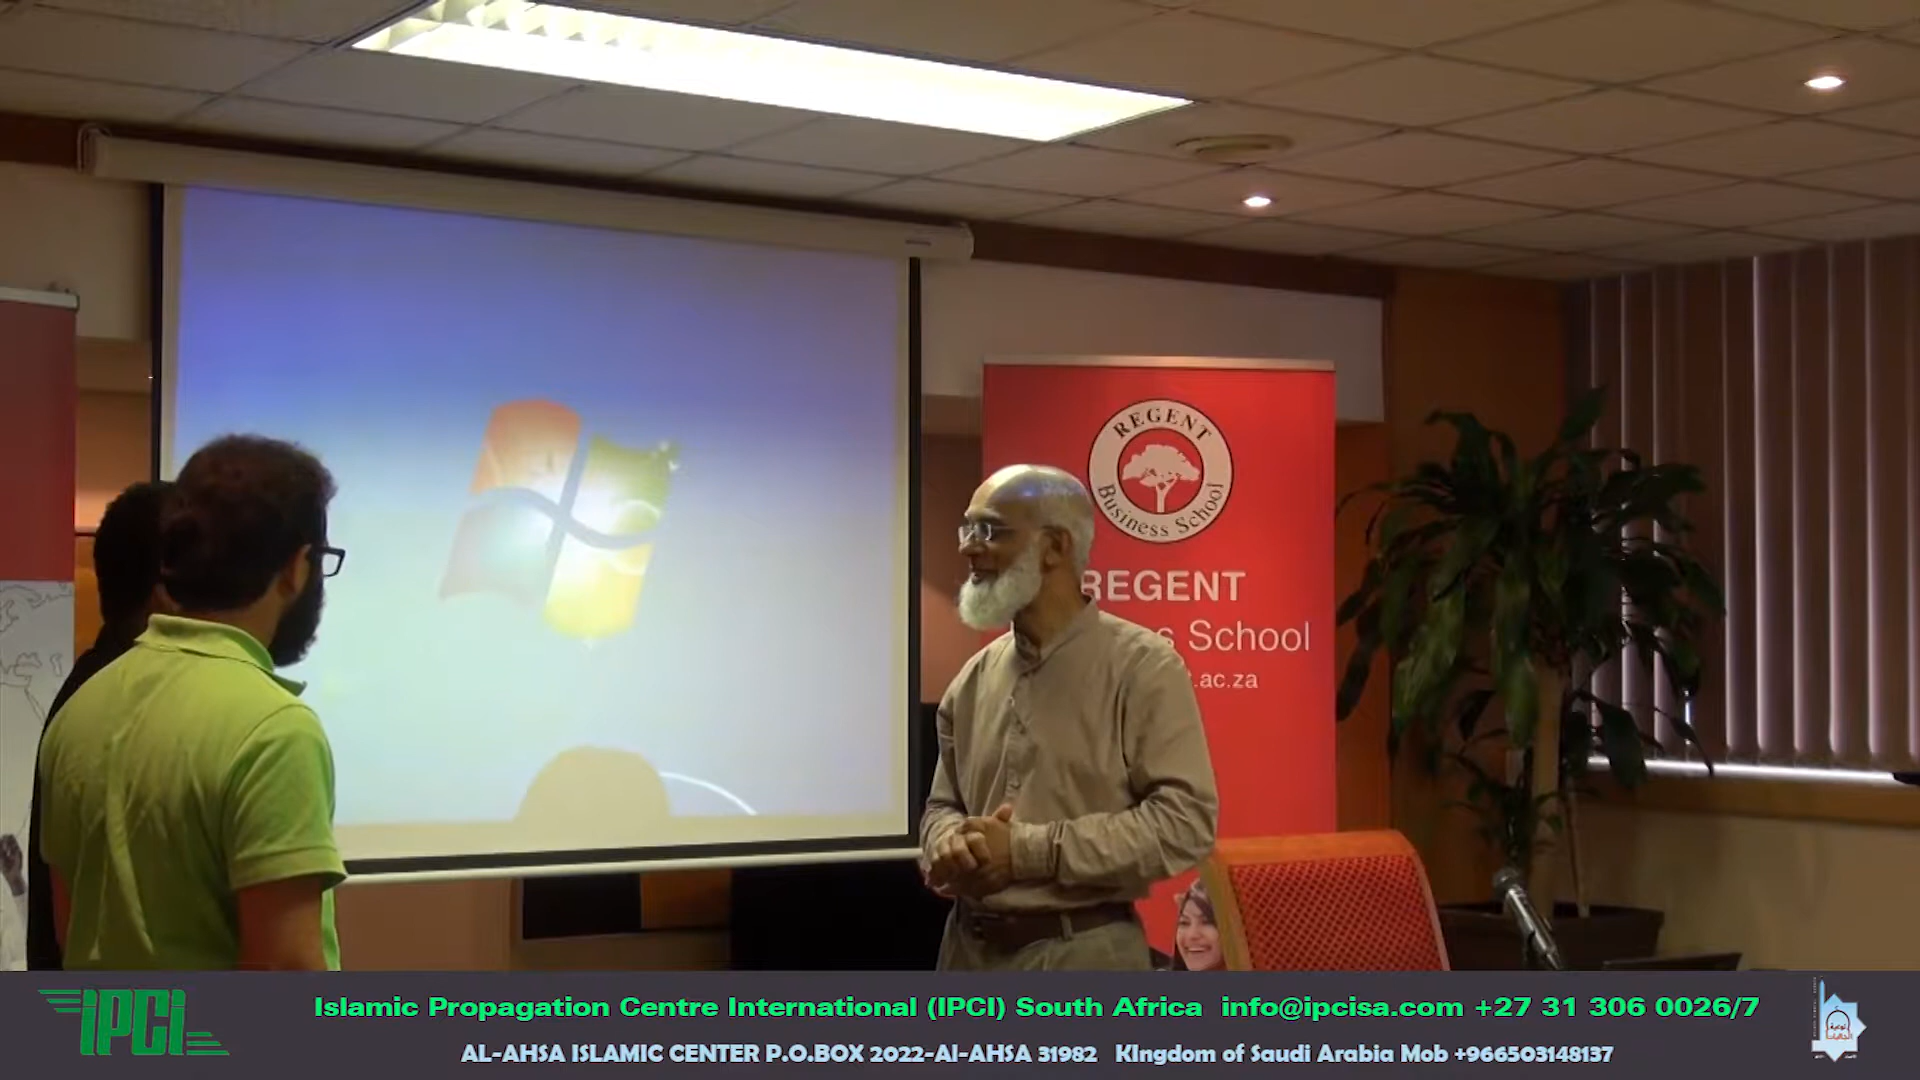 REGENT
Business School
REGENT
School
.ac.za
iPCi
Islamic Propagation Centre International (IPCI) South Africa info@ipcisa.com +27 31 306 0026/7
AL-AHSA ISLAMIC CENTER P.O.BOX 2022-Al-AHSA 31982 KIngdom of Saudi Arabia Mob +966503148137